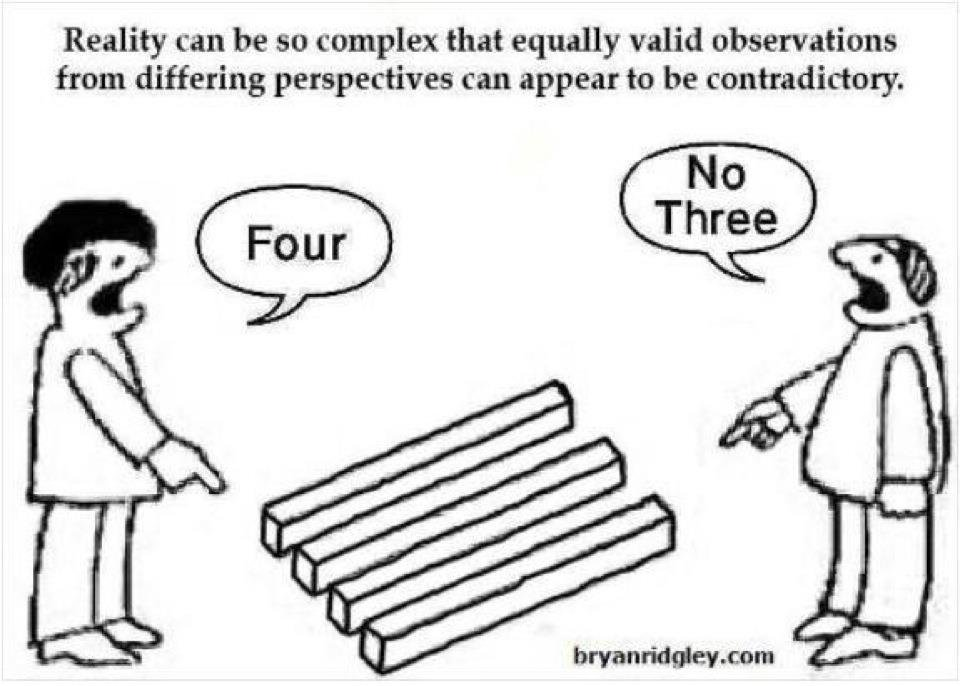 Reality can be so complex that equally valid observations
from differing perspectives can appear to be contradictory.
Four
No
Three
bryanridgley.com